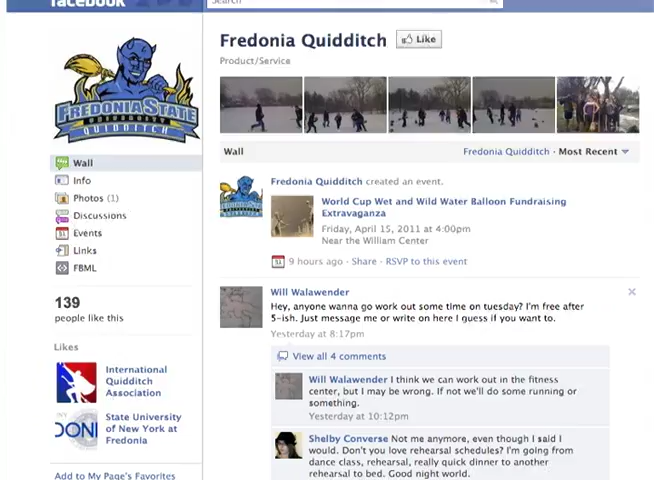 facebook
Search
FREDONIA STATE
UNIVERSITY
QUIDDITCH
Fredonia Quidditch
Like
Product/Service
Wall
Info
Photos (1)
Discussions
Events
Links
FBML
139
people like this
Likes
International
Quidditch
Association
State University
of New York at
Fredonia
Add to My Page's Favorites
Wall
Fredonia Quidditch · Most Recent
Fredonia Quidditch created an event.
World Cup Wet and Wild Water Balloon Fundraising
Extravaganza
Friday, April 15, 2011 at 4:00pm
Near the William Center
31 9 hours ago · Share · RSVP to this event
Will Walawender
Hey, anyone wanna go work out some time on tuesday? I'm free after
5-ish. Just message me or write on here I guess if you want to.
Yesterday at 8:17pm
View all 4 comments
Will Walawender I think we can work out in the fitness
center, but I may be wrong. If not we'll do some running or
something.
Yesterday at 10:12pm
Shelby Converse Not me anymore, even though I said I
would. Don't you love rehearsal schedules? I'm going from
dance class, rehearsal, really quick dinner to another
rehearsal to bed. Good night world.